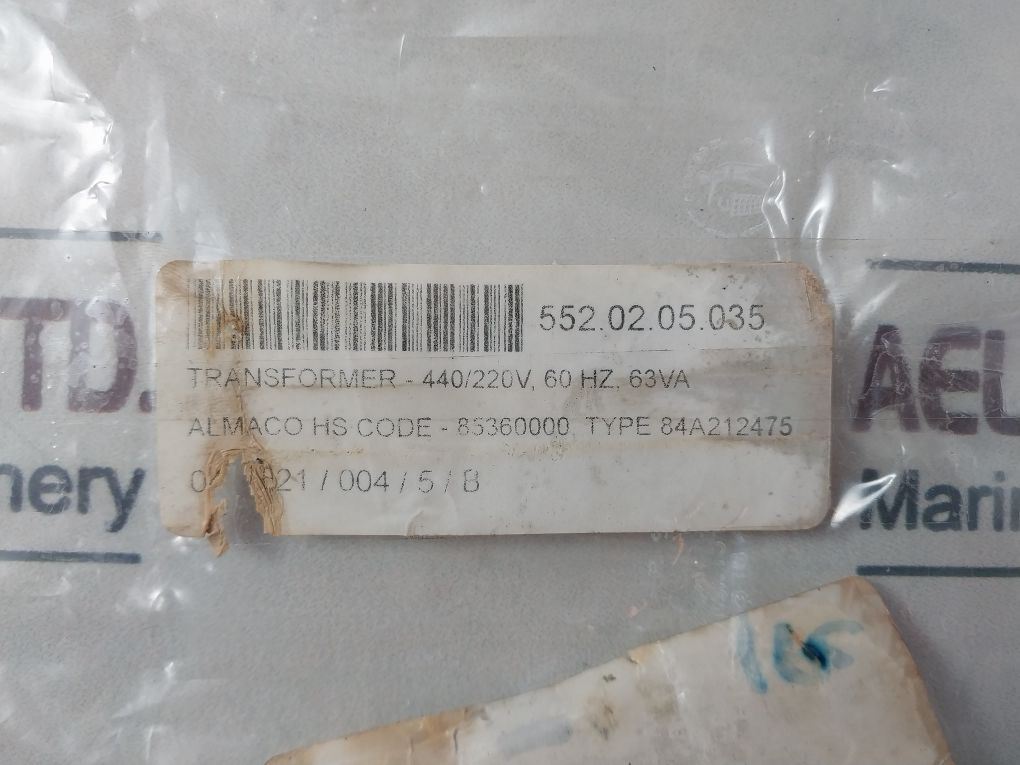 552.02.05.035
TRANSFORMER - 440/220V, 60 HZ, 63VA
ALMACO HS CODE - 85360000, TYPE 84A212475
/ 004 / 5 / B
TD.
AEL
nery
Marin